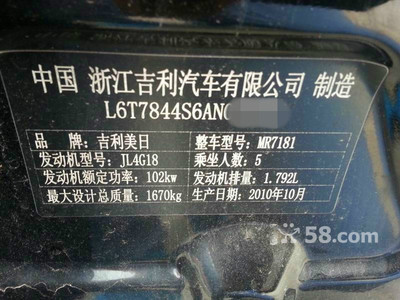 中国 浙江吉利汽车有限公司 制造
L6T7844S6AN
品 牌：吉利美日 整车型号：MR7181
发动机型号：JL4G18 乘坐人数：5
发动机额定功率：102kw 发动机排量：1.792L
最大设计总质量：1670kg 生产日期：2010年10月
58.com